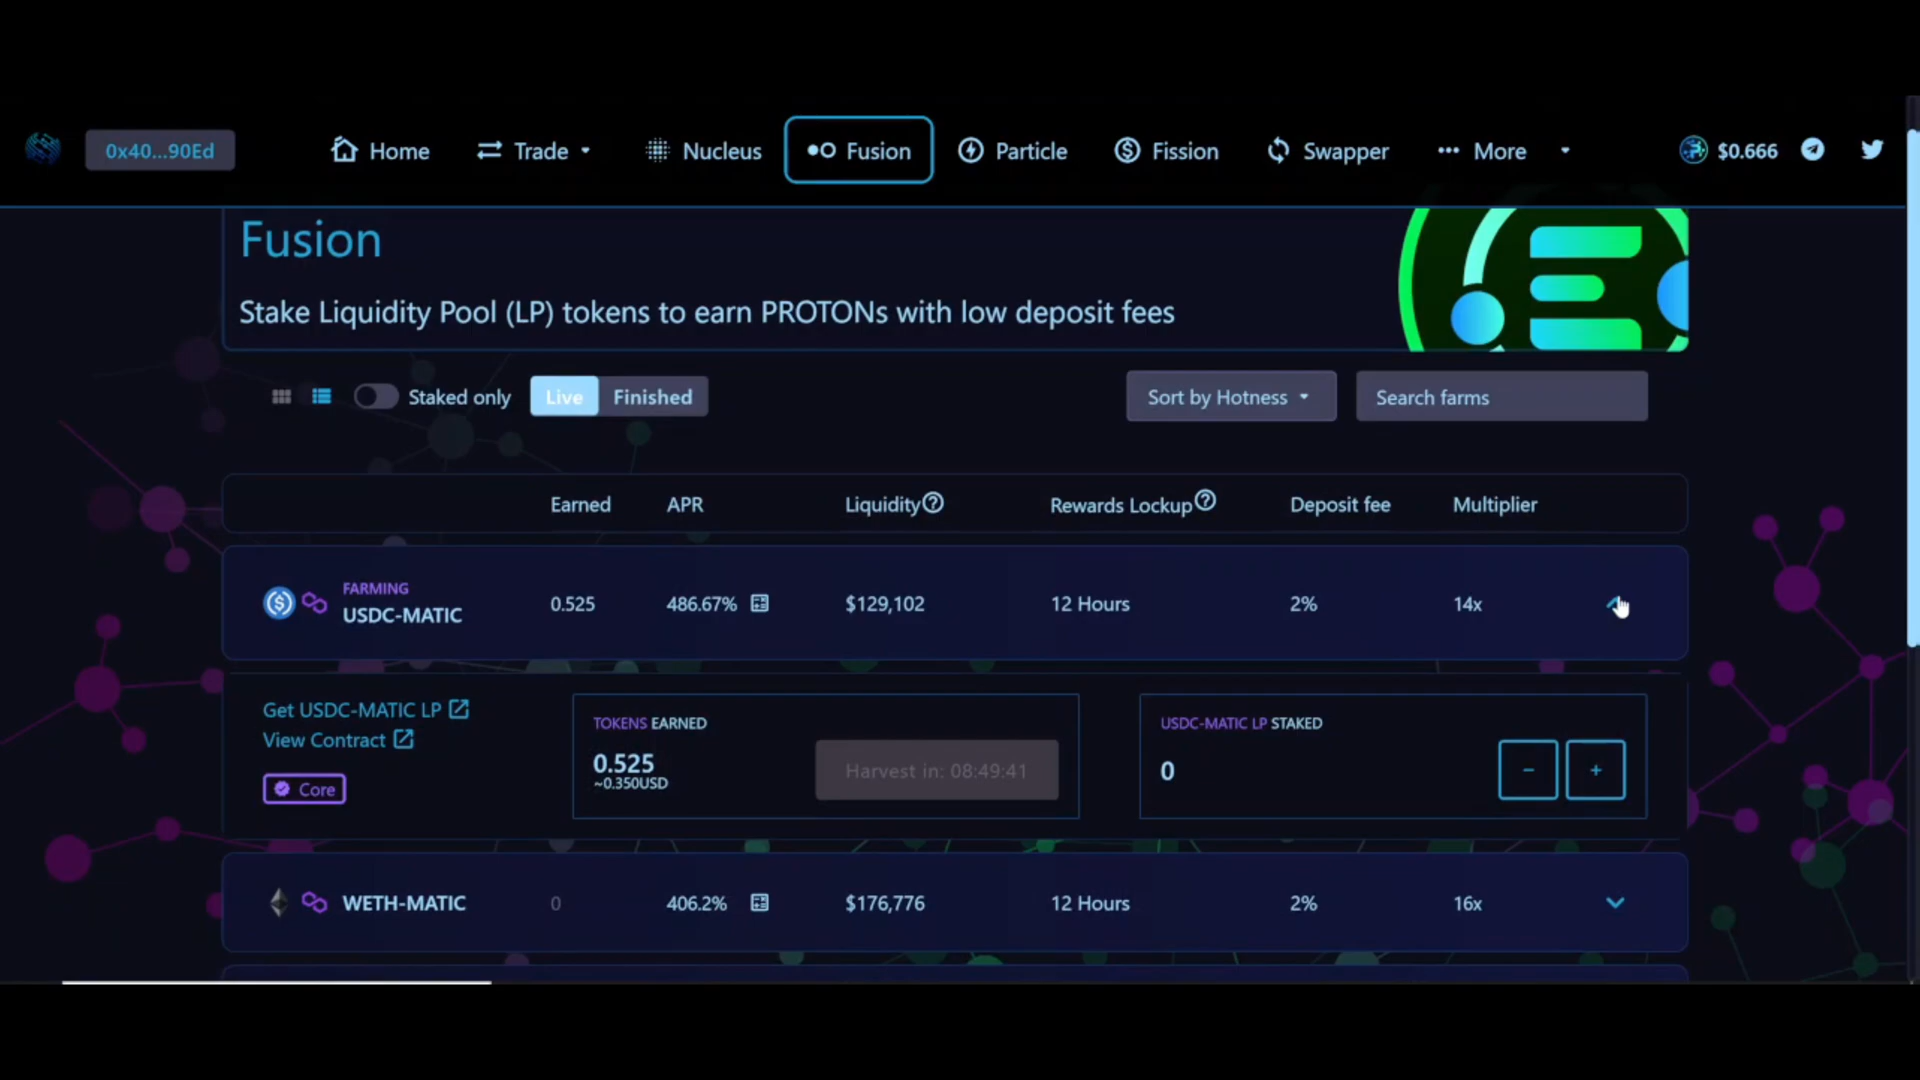 0x40...90Ed
Home
Trade
Nucleus
Fusion
Particle
Fission
Swapper
More
$0.666
Fusion
Stake Liquidity Pool (LP) tokens to earn PROTONs with low deposit fees
Staked only
Live
Finished
Sort by Hotness
Search farms
Earned
APR
Liquidity
Rewards Lockup
Deposit fee
Multiplier
FARMING
USDC-MATIC
0.525
486.67%
$129,102
12 Hours
2%
14x
Get USDC-MATIC LP
View Contract
Core
TOKENS EARNED
0.525
~0.350USD
Harvest in: 08:49:41
USDC-MATIC LP STAKED
0
-
+
WETH-MATIC
0
406.2%
$176,776
12 Hours
2%
16x